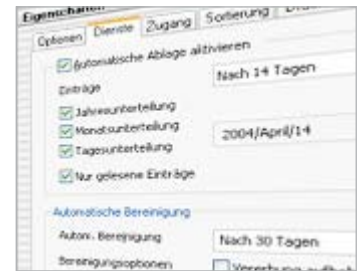 Eigenschaften
Optionen Dienste Zugang Sortierung
Automatische Ablage aktivieren
Einträge Nach 14 Tagen
Jahresunterteilung
Monatsunterteilung 2004/April/14
Tagesunterteilung
Nur gelesene Einträge
Automatische Bereinigung
Autom. Bereinigung Nach 30 Tagen
Bereinigungsoptionen Vererbung